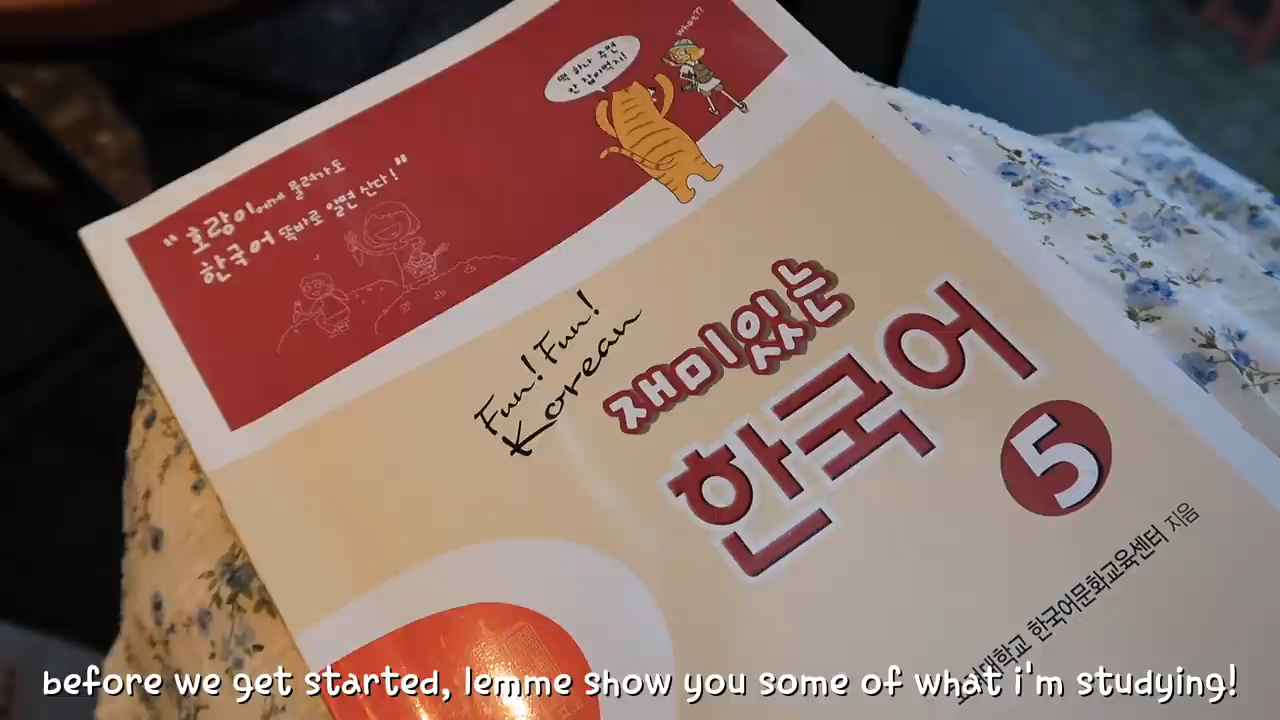 what??
떡 하나 주면
안 잡아먹지!
"호랑이에게 물려가도
한국어 똑바로 알면 산다!"
Fun! Fun!
Korean
재미있는
한국어
5
한국어문화교육센터 지음
before we get started, lemme show you some of what i'm studying!